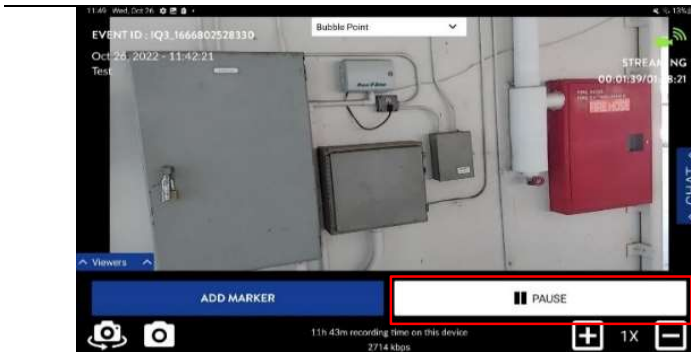 11:49 Wed, Oct 26
13%
Bubble Point
EVENT ID : IQ3_1666802528330
Oct 26, 2022 - 11:42:21
Test
STREAMING
00:01:39/01:
8:21
FIRE HOSE
CHAT
Viewers
ADD MARKER
PAUSE
11h 43m recording time on this device
2714 kbps
1X